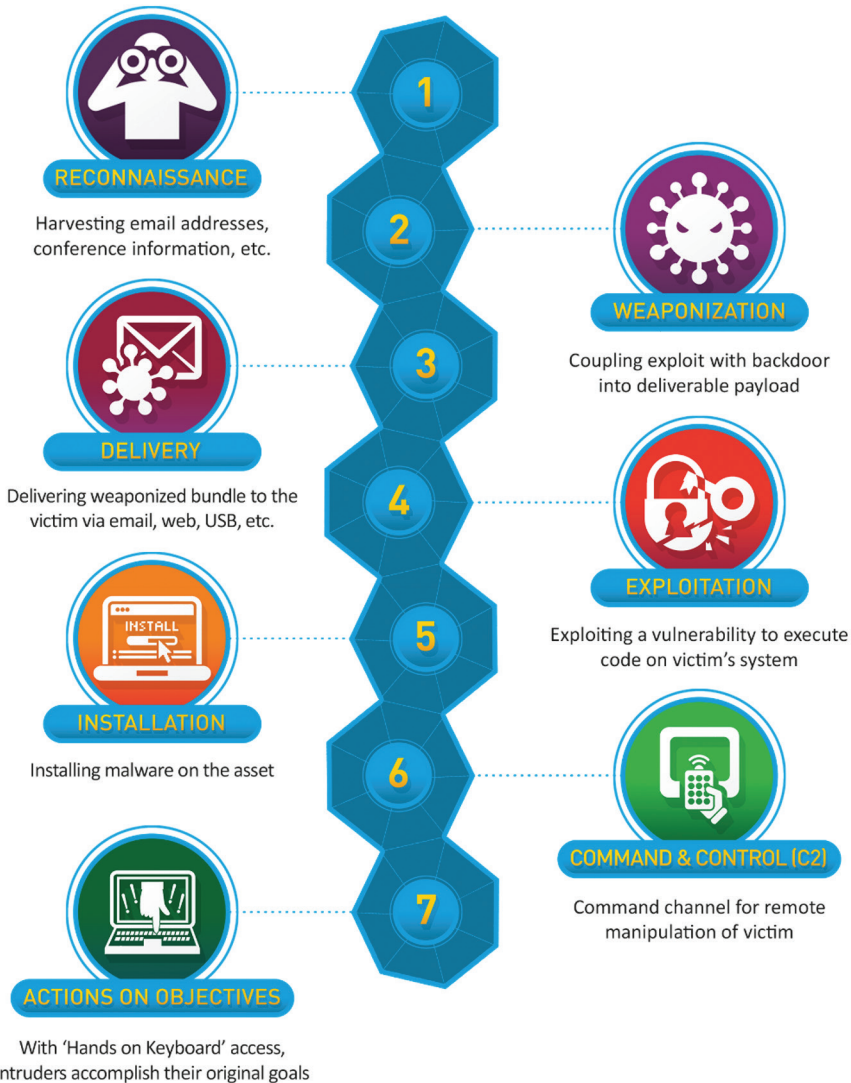 1
RECONNAISSANCE
Harvesting email addresses,
conference information, etc.
2
WEAPONIZATION
Coupling exploit with backdoor
into deliverable payload
3
DELIVERY
Delivering weaponized bundle to the
victim via email, web, USB, etc.
4
EXPLOITATION
Exploiting a vulnerability to execute
code on victim's system
5
INSTALL
INSTALLATION
Installing malware on the asset
6
COMMAND & CONTROL (C2)
Command channel for remote
manipulation of victim
7
ACTIONS ON OBJECTIVES
With ‘Hands on Keyboard’ access,
ntruders accomplish their original goals